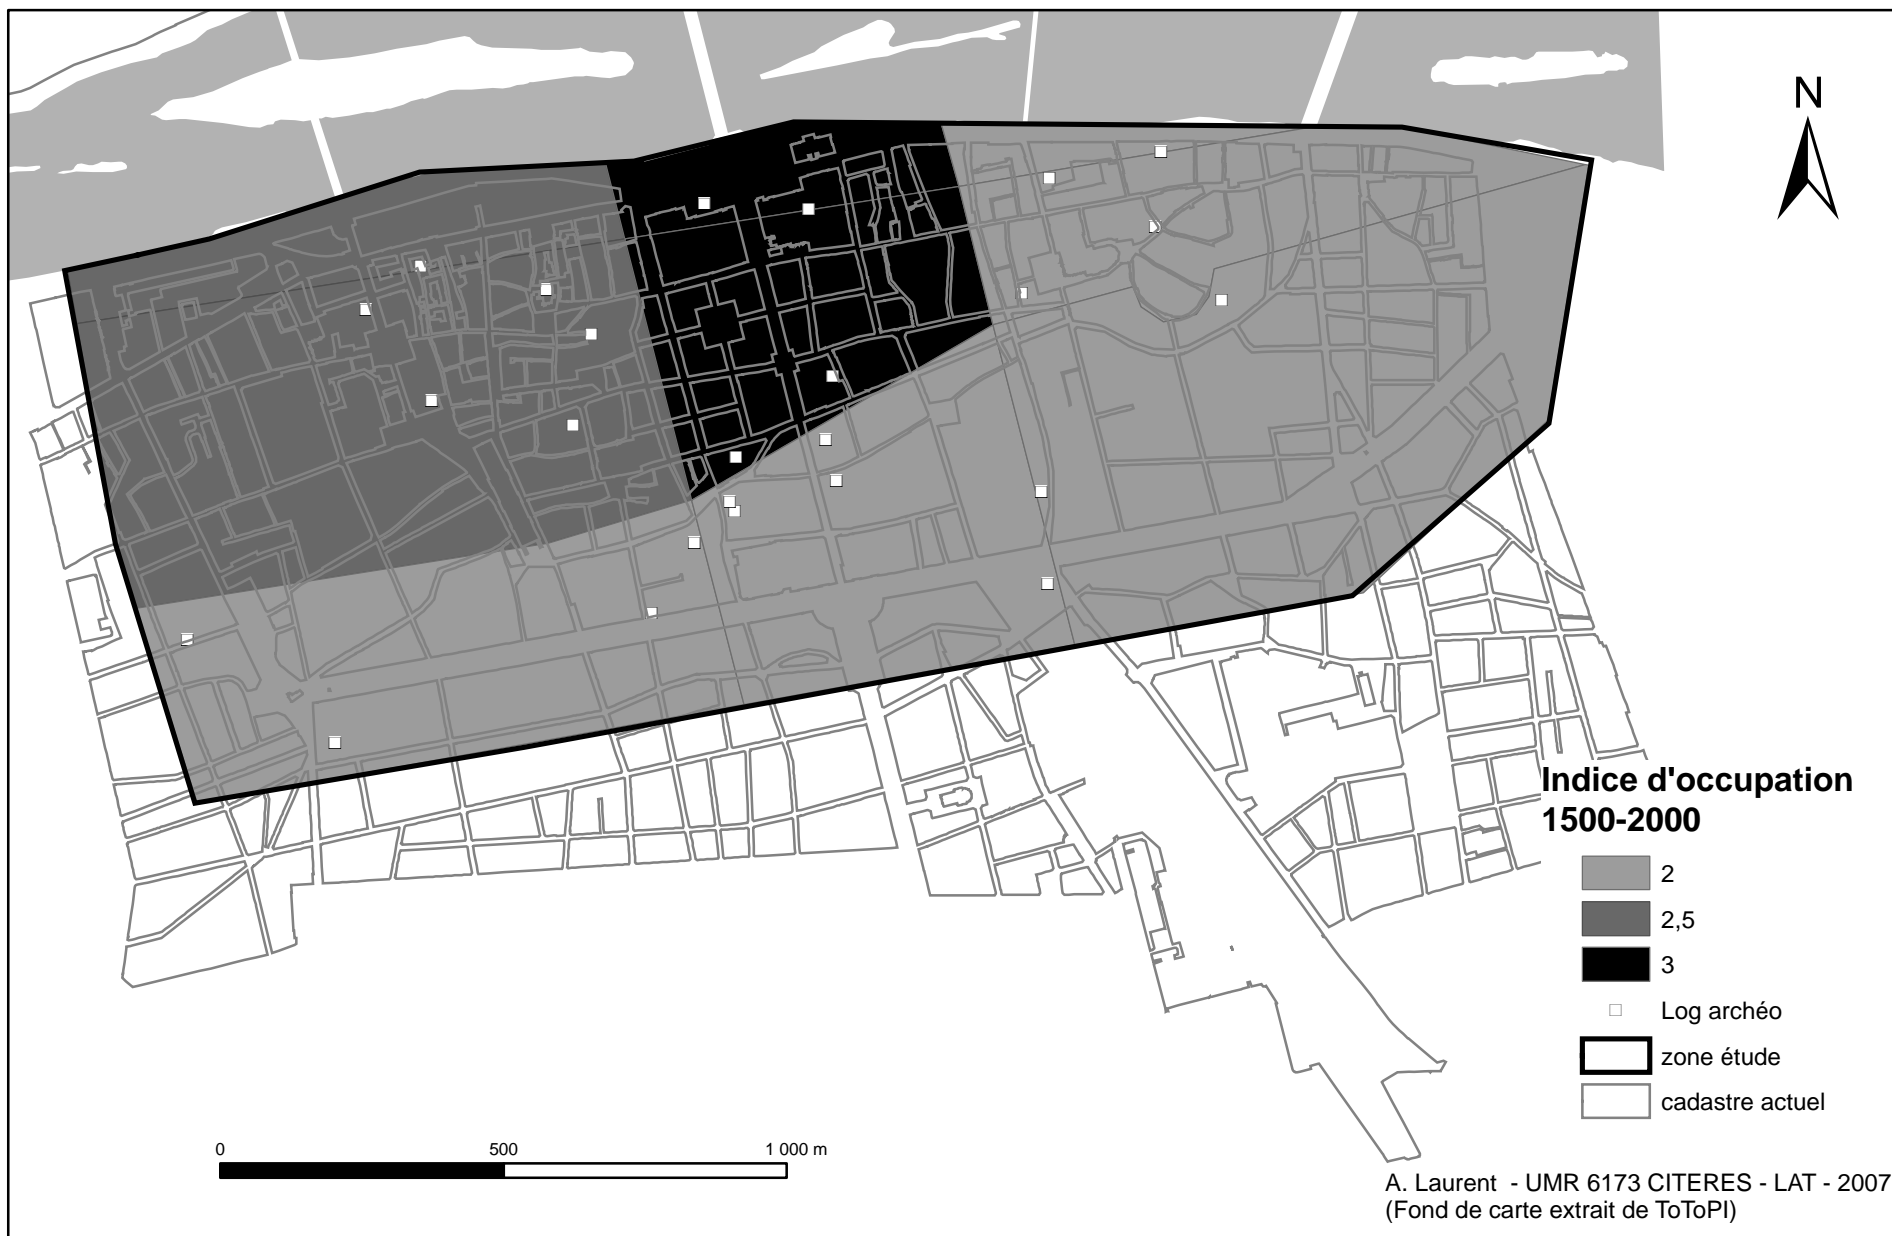 N
Indice d'occupation
1500-2000
2
2,5
3
Log archéo
zone étude
cadastre actuel
0 500 1 000 m
A. Laurent - UMR 6173 CITERES - LAT - 2007
(Fond de carte extrait de ToToPI)